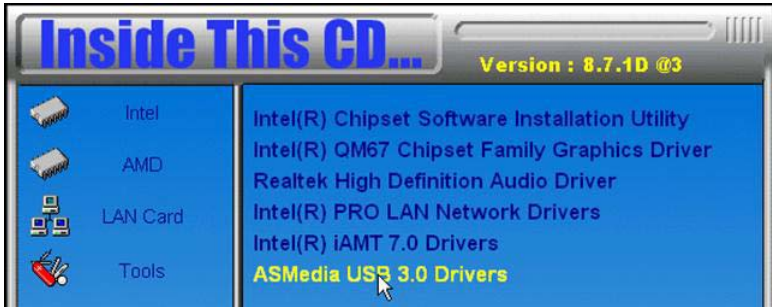 Inside This CD...
Version : 8.7.1D @3
Intel
AMD
LAN Card
Tools
Intel(R) Chipset Software Installation Utility
Intel(R) QM67 Chipset Family Graphics Driver
Realtek High Definition Audio Driver
Intel(R) PRO LAN Network Drivers
Intel(R) iAMT 7.0 Drivers
ASMedia USB 3.0 Drivers